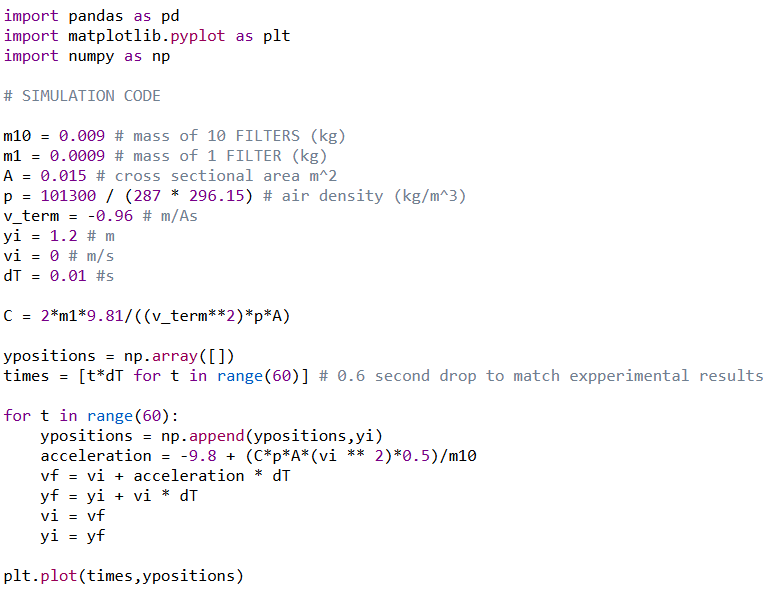 import pandas as pd
import matplotlib.pyplot as plt
import numpy as np
# SIMULATION CODE
m10 = 0.009 # mass of 10 FILTERS (kg)
m1 = 0.0009 # mass of 1 FILTER (kg)
A = 0.015 # cross sectional area m^2
p = 101300 / (287 * 296.15) # air density (kg/m^3)
v_term = -0.96 # m/As
yi = 1.2 # m
vi = 0 # m/s
dT = 0.01 #s
C = 2*m1*9.81/((v_term**2)*p*A)
ypositions = np.array([])
times = [t*dT for t in range(60)] # 0.6 second drop to match expperimental results
for t in range(60):
    ypositions = np.append(ypositions,yi)
    acceleration = -9.8 + (C*p*A*(vi ** 2)*0.5)/m10
    vf = vi + acceleration * dT
    yf = yi + vi * dT
    vi = vf
    yi = yf
plt.plot(times,ypositions)